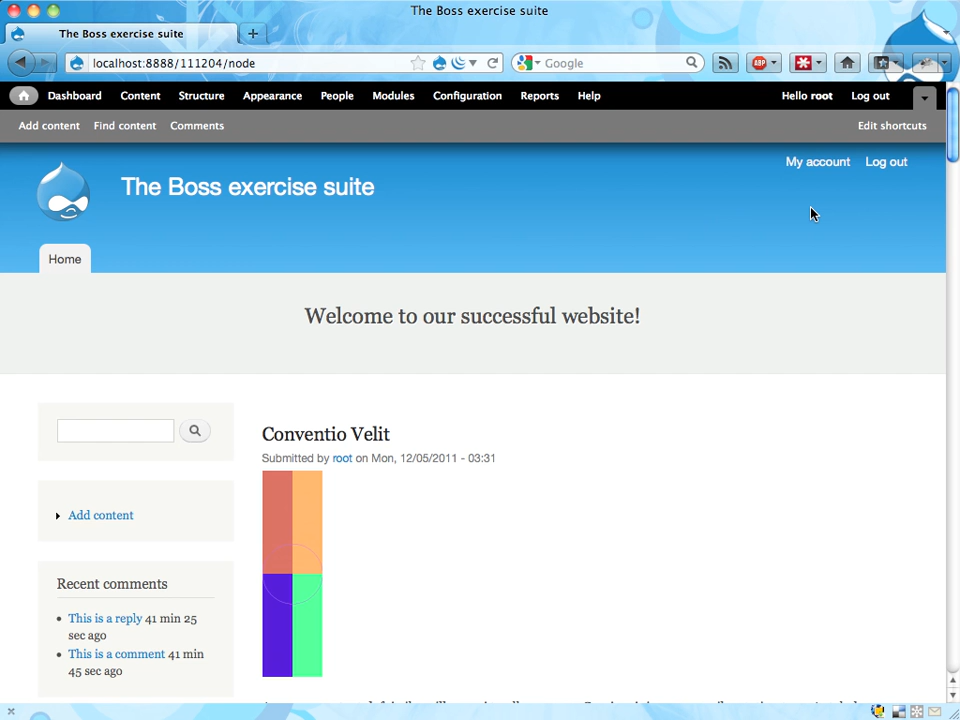 The Boss exercise suite
The Boss exercise suite
localhost:8888/111204/node
Google
ABP
Dashboard Content Structure Appearance People Modules Configuration Reports Help Hello root Log out
Add content Find content Comments Edit shortcuts
My account Log out
The Boss exercise suite
Home
Welcome to our successful website!
Conventio Velit
Submitted by root on Mon, 12/05/2011 - 03:31
Add content
Recent comments
This is a reply 41 min 25
sec ago
This is a comment 41 min
45 sec ago